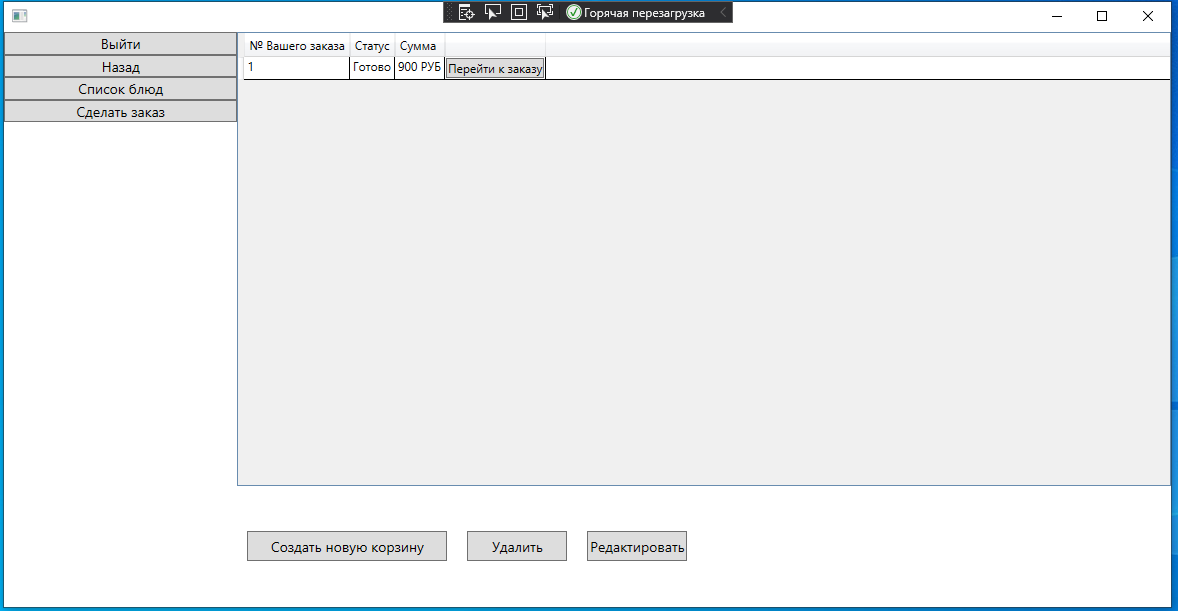 Горячая перезагрузка
Выйти
Назад
Список блюд
Сделать заказ
№ Вашего заказа Статус Сумма
1 Готово 900 РУБ Перейти к заказу
Создать новую корзину Удалить Редактировать